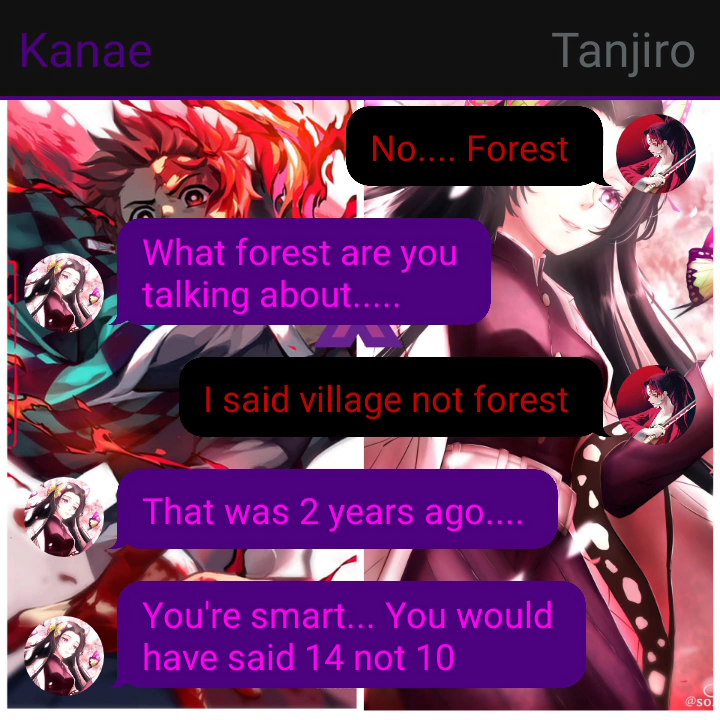 Kanae
Tanjiro
No.... Forest
What forest are you
talking about.....
I said village not forest
That was 2 years ago....
You're smart... You would
have said 14 not 10